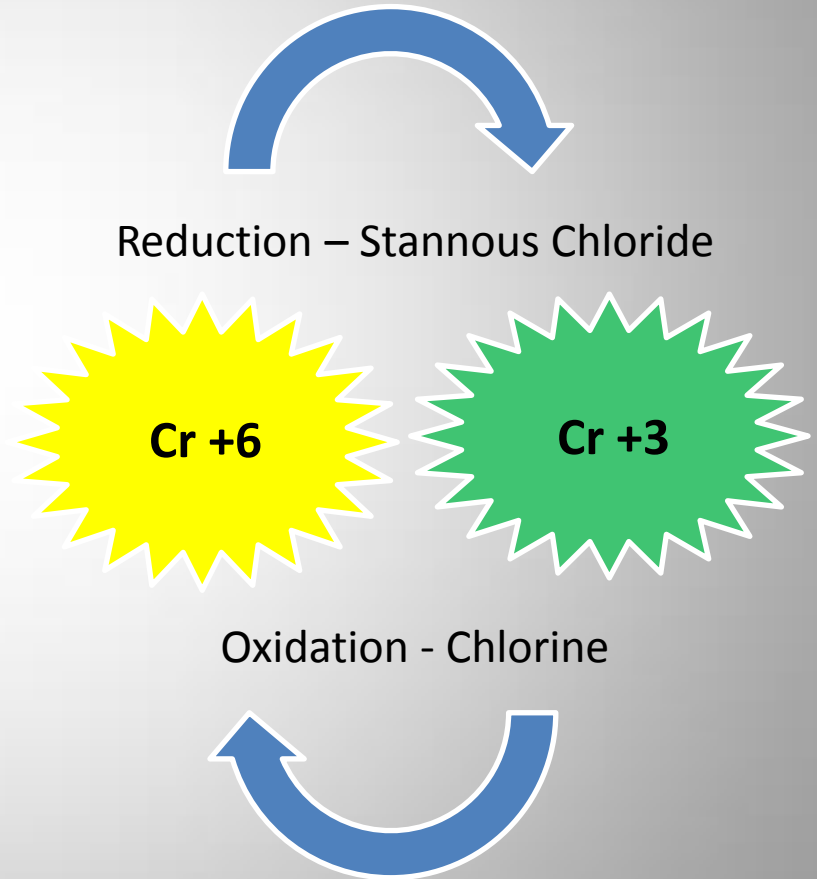 Reduction – Stannous Chloride
Cr +6
Cr +3
Oxidation - Chlorine